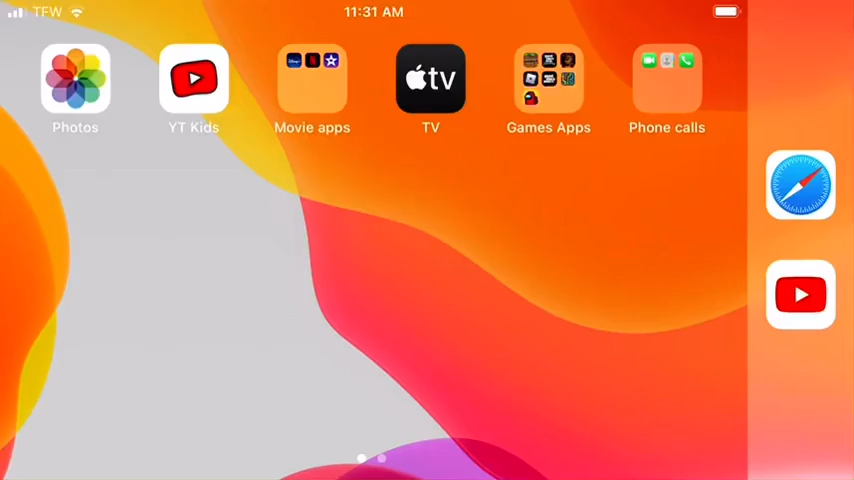 TFW
11:31 AM
tv
Photos
YT Kids
Movie apps
TV
Games Apps
Phone calls